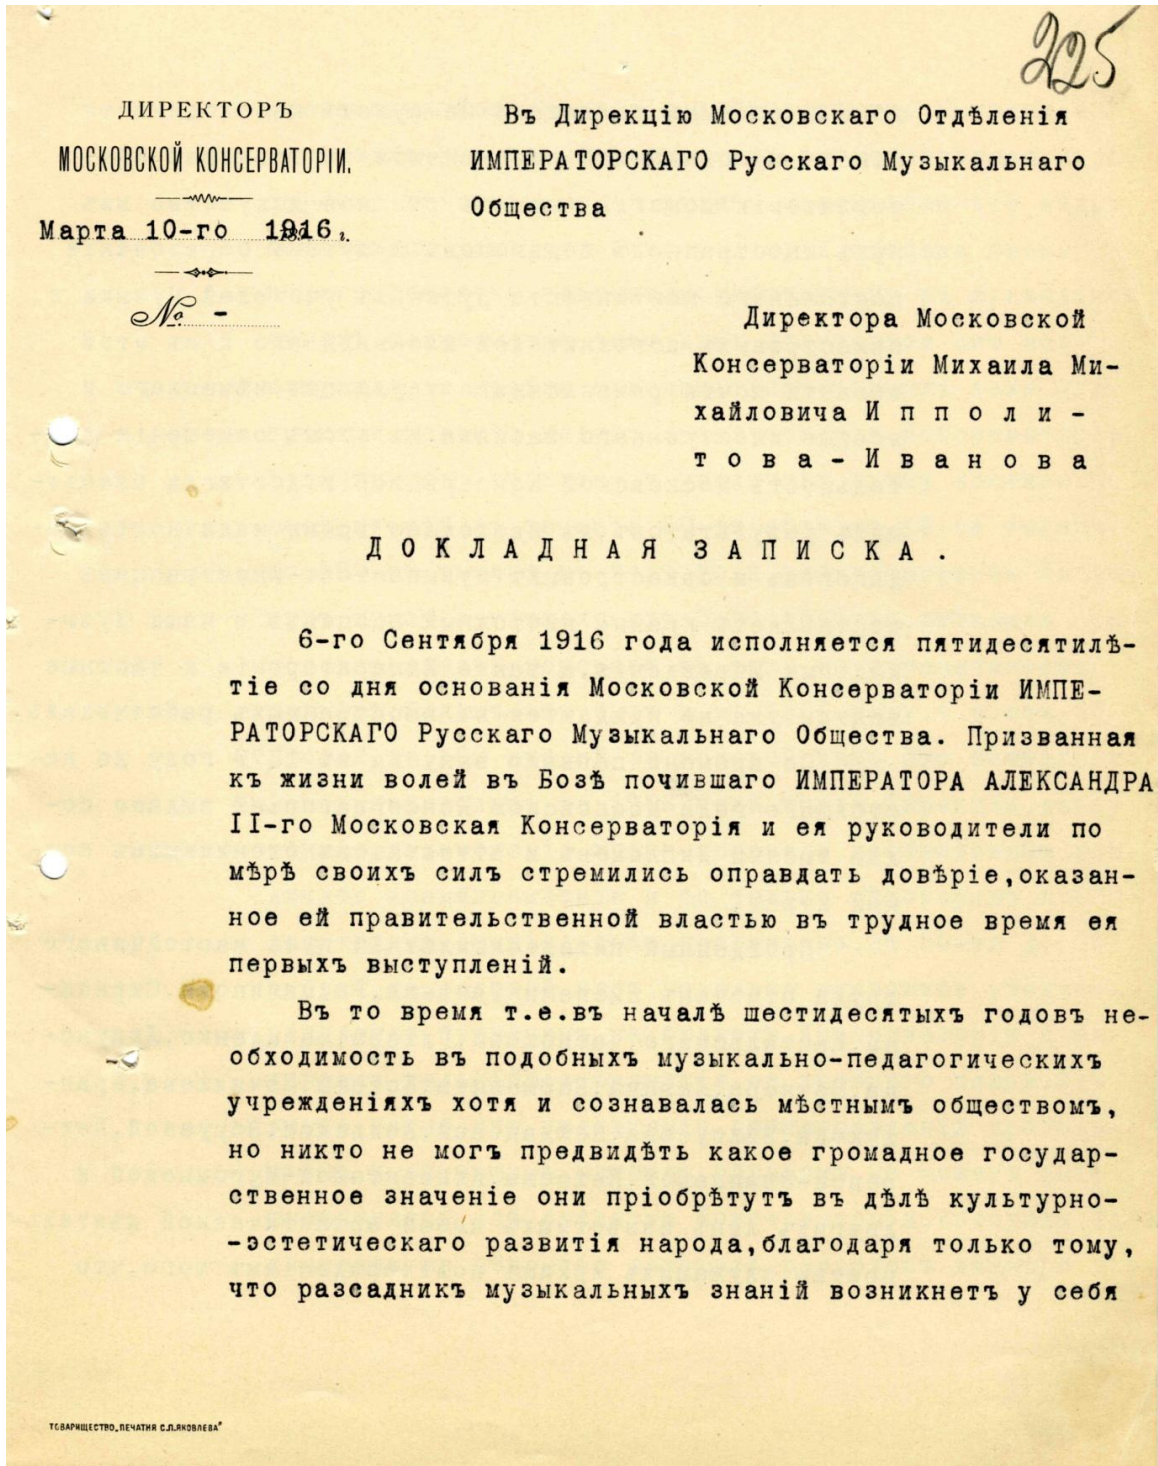 225
ДИРЕКТОРЪ
МОСКОВСКОЙ КОНСЕРВАТОРІИ.
Марта 10-го 1916 г.
№ -
Въ Дирекцію Московскаго Отдѣленія
ИМПЕРАТОРСКАГО Русскаго Музыкальнаго
Общества
Директора Московской
Консерваторіи Михаила Ми-
хайловича И п п о л и -
т о в а - И в а н о в а
Д О К Л А Д Н А Я З А П И С К А .
6-го Сентября 1916 года исполняется пятидесятилѣ-
тіе со дня основанія Московской Консерваторіи ИМПЕ-
РАТОРСКАГО Русскаго Музыкальнаго Общества. Призванная
къ жизни волей въ Бозѣ почившаго ИМПЕРАТОРА АЛЕКСАНДРА
II-го Московская Консерваторія и ея руководители по
мѣрѣ своихъ силъ стремились оправдать довѣріе,оказан-
ное ей правительственной властью въ трудное время ея
первыхъ выступленій.
Въ то время т.е.въ началѣ шестидесятыхъ годовъ не-
обходимость въ подобныхъ музыкально-педагогическихъ
учрежденіяхъ хотя и сознавалась мѣстнымъ обществомъ,
но никто не могъ предвидѣть какое громадное государ-
ственное значеніе они пріобрѣтутъ въ дѣлѣ культурно-
-эстетическаго развитія народа,благодаря только тому,
что разсадникъ музыкальныхъ знаній возникнетъ у себя
ТОВАРИЩЕСТВО„ПЕЧАТНЯ С.П.ЯКОВЛЕВА"